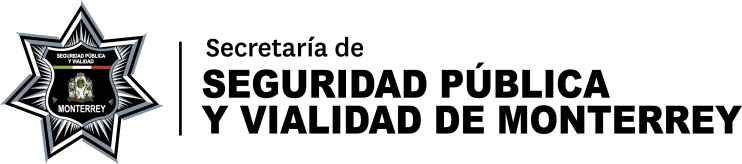 SEGURIDAD PÚBLICA
Y VIALIDAD
MONTERREY
Secretaría de
SEGURIDAD PÚBLICA
Y VIALIDAD DE MONTERREY